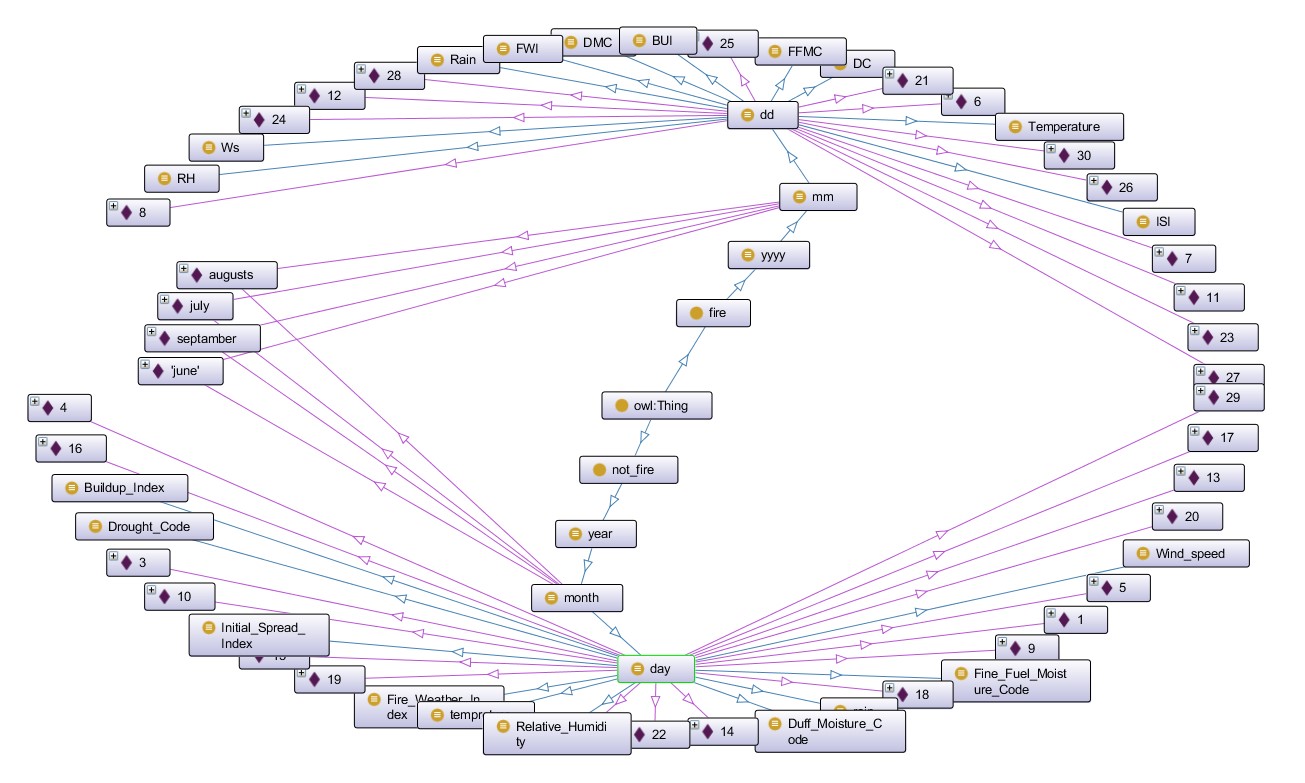 DMC
BUI
25
FWI
FFMC
Rain
DC
28
21
12
6
24
dd
Temperature
Ws
30
RH
26
8
mm
ISI
yyyy
7
augusts
11
july
fire
23
septamber
'june'
27
29
4
owl:Thing
17
16
not_fire
13
Buildup_Index
20
Drought_Code
year
Wind_speed
3
5
10
month
1
Initial_Spread_
Index
9
day
19
Fine_Fuel_Moist
ure_Code
18
Fire_Weather_In
dex
tempr
Relative_Humidi
ty
22
14
Duff_Moisture_C
ode